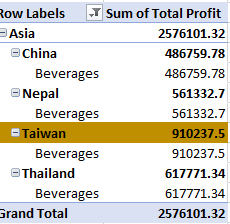 Row Labels Sum of Total Profit
Asia 2576101.32
China 486759.78
Beverages 486759.78
Nepal 561332.7
Beverages 561332.7
Taiwan 910237.5
Beverages 910237.5
Thailand 617771.34
Beverages 617771.34
Grand Total 2576101.32